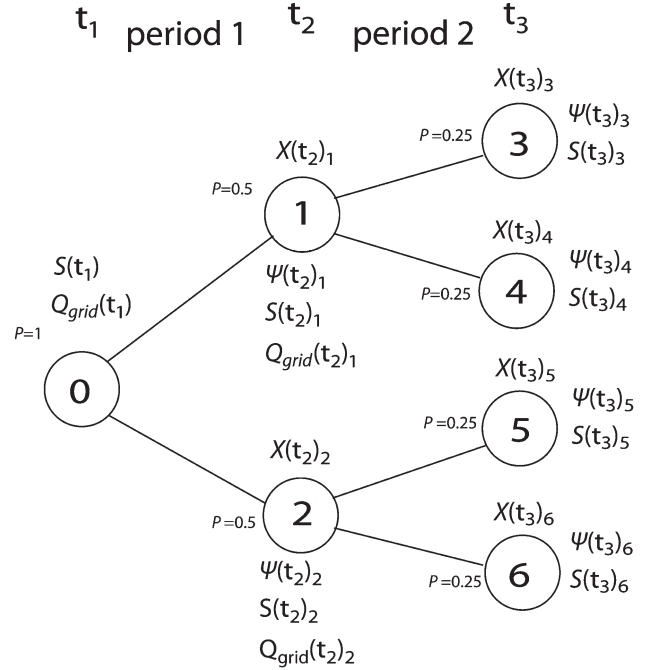 t₁ period 1 t₂ period 2 t₃
X(t₃)₃
Ψ(t₃)₃
P=0.25
3
S(t₃)₃
X(t₂)₁
P=0.5
1
X(t₃)₄
Ψ(t₃)₄
S(t₁)
Ψ(t₂)₁
P=0.25
4
S(t₃)₄
Q_grid(t₁)
S(t₂)₁
P=1
Q_grid(t₂)₁
X(t₃)₅
0
Ψ(t₃)₅
P=0.25
5
S(t₃)₅
X(t₂)₂
P=0.5
2
X(t₃)₆
Ψ(t₃)₆
Ψ(t₂)₂
P=0.25
6
S(t₃)₆
S(t₂)₂
Q_grid(t₂)₂